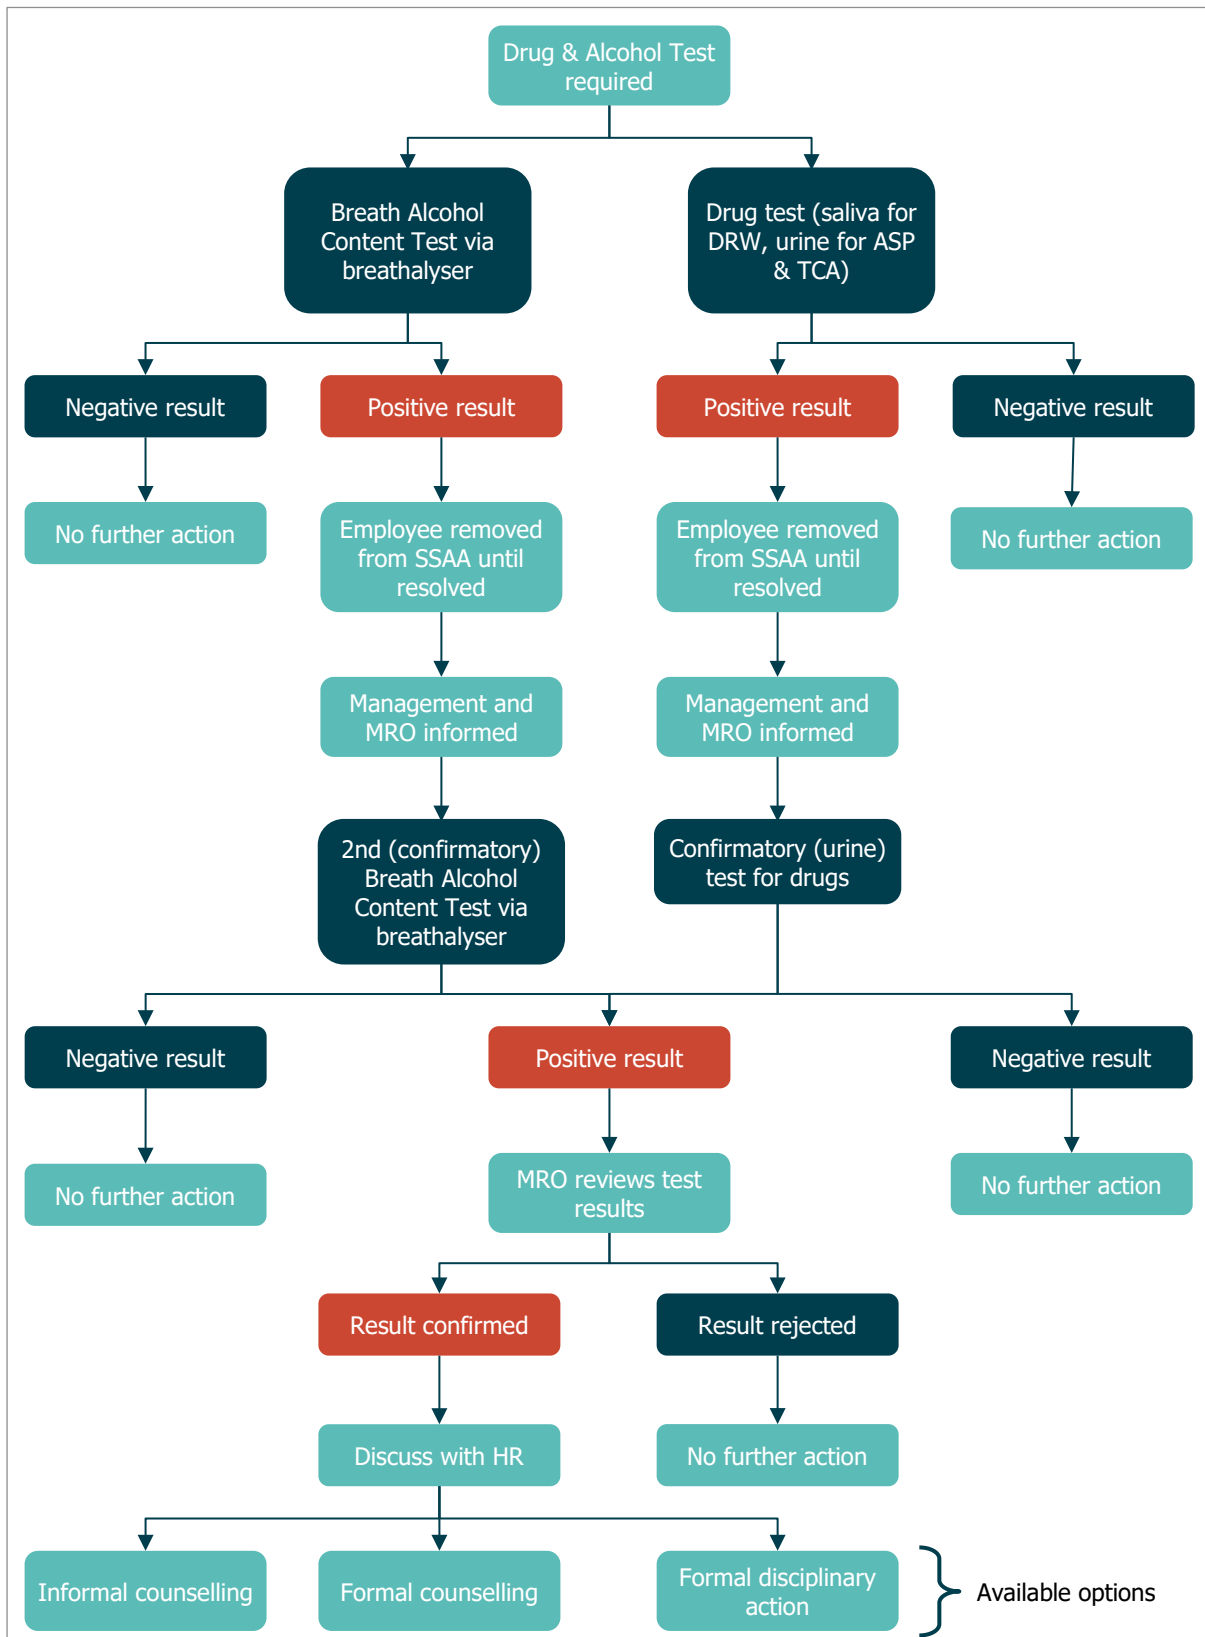 Drug & Alcohol Test
required
Breath Alcohol
Content Test via
breathalyser
Drug test (saliva for
DRW, urine for ASP
& TCA)
Negative result
Positive result
Positive result
Negative result
No further action
Employee removed
from SSAA until
resolved
Employee removed
from SSAA until
resolved
No further action
Management and
MRO informed
Management and
MRO informed
2nd (confirmatory)
Breath Alcohol
Content Test via
breathalyser
Confirmatory (urine)
test for drugs
Negative result
Positive result
Negative result
No further action
MRO reviews test
results
No further action
Result confirmed
Result rejected
Discuss with HR
No further action
Informal counselling
Formal counselling
Formal disciplinary
action
Available options